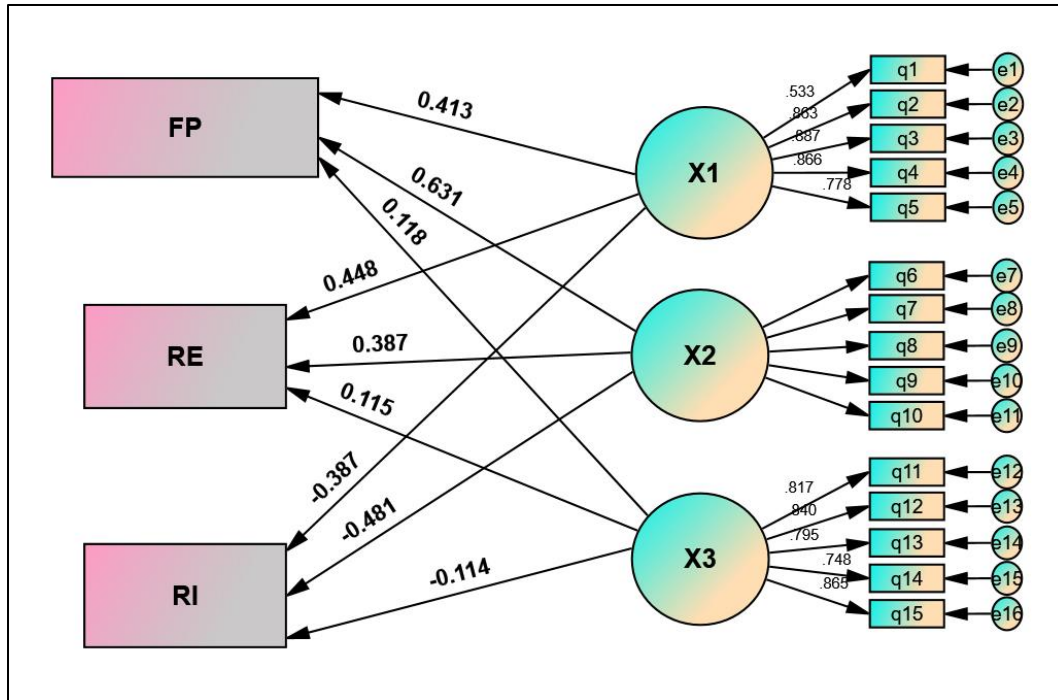 FP
RE
RI
0.413
0.631
0.118
0.448
0.387
0.115
-0.387
-0.481
-0.114
X1
X2
X3
.533
.863
.887
.866
.778
.817
.840
.795
.748
.865
q1
q2
q3
q4
q5
q6
q7
q8
q9
q10
q11
q12
q13
q14
q15
e1
e2
e3
e4
e5
e7
e8
e9
e10
e11
e12
e13
e14
e15
e16